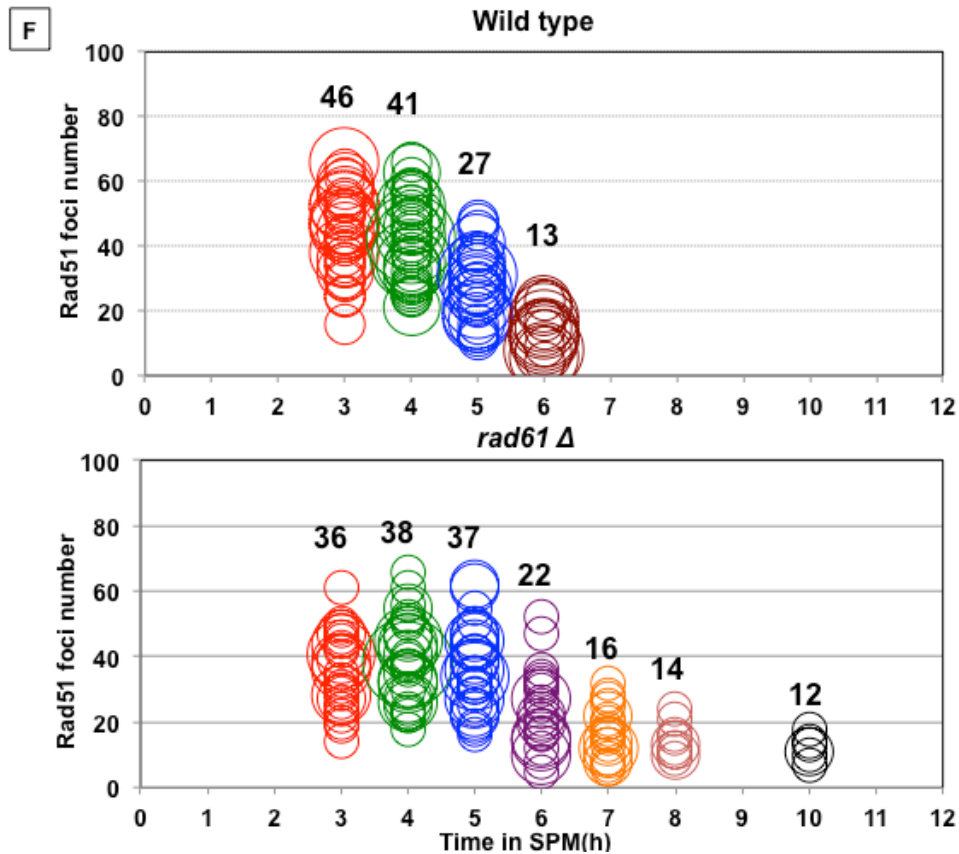 F
Wild type
Rad51 foci number
100
80
60
40
20
0
46 41 27 13
0 1 2 3 4 5 6 7 8 9 10 11 12
rad61 Δ
Rad51 foci number
100
80
60
40
20
0
36 38 37 22 16 14 12
0 1 2 3 4 5 6 7 8 9 10 11 12
Time in SPM(h)